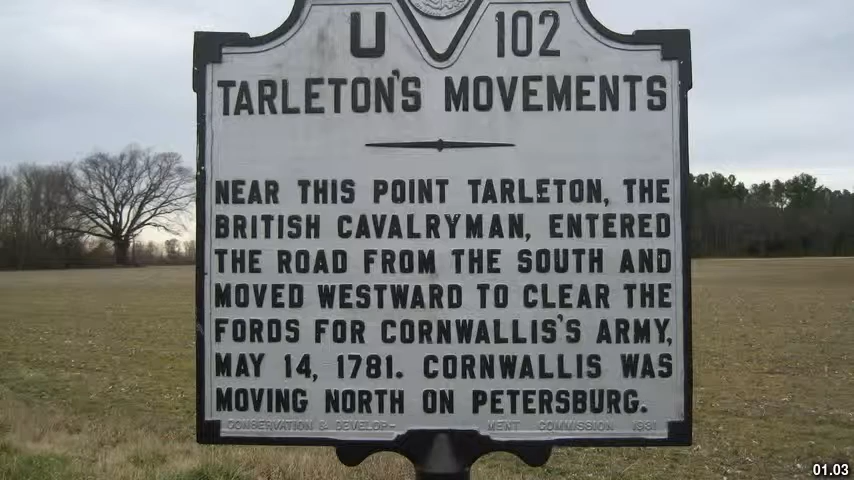 U 102
TARLETON'S MOVEMENTS
NEAR THIS POINT TARLETON, THE
BRITISH CAVALRYMAN, ENTERED
THE ROAD FROM THE SOUTH AND
MOVED WESTWARD TO CLEAR THE
FORDS FOR CORNWALLIS'S ARMY,
MAY 14, 1781. CORNWALLIS WAS
MOVING NORTH ON PETERSBURG.
CONSERVATION & DEVELOP- MENT COMMISSION 1931
01.03